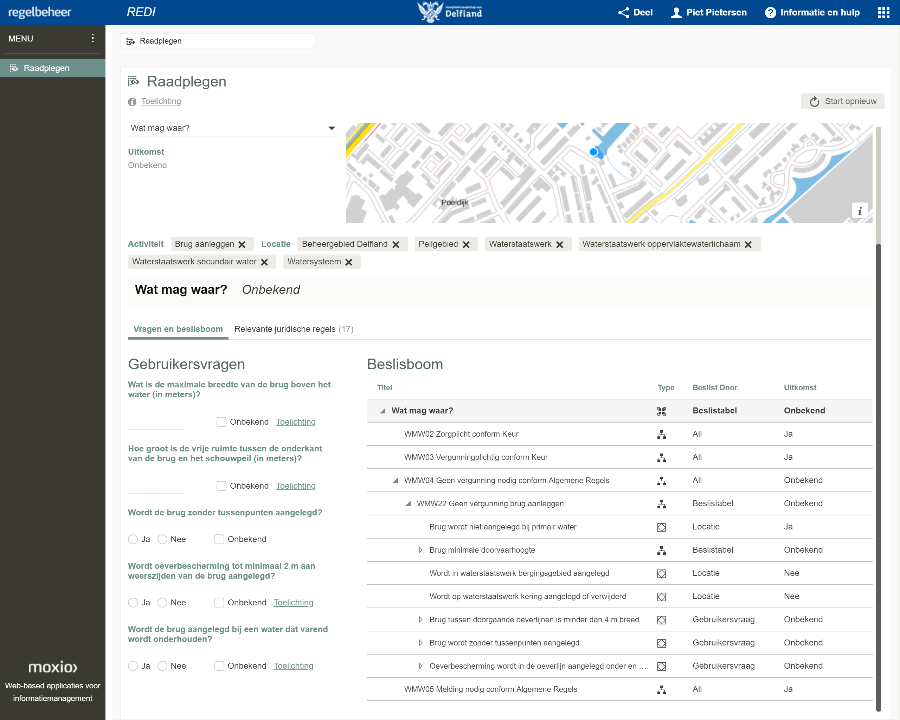 regelbeheer
REDI
Hoogheemraadschap van
Delfland
Deel
Piet Pietersen
Informatie en hulp
MENU
Raadplegen
Raadplegen
Raadplegen
Toelichting
Start opnieuw
Wat mag waar?
Uitkomst
Onbekend
Poeldijk
i
Activiteit Brug aanleggen Locatie Beheergebied Delfland Peilgebied Waterstaatswerk Waterstaatswerk oppervlaktewaterlichaam
Waterstaatswerk secundair water Watersysteem
Wat mag waar? Onbekend
Vragen en beslisboom Relevante juridische regels (17)
Gebruikersvragen
Wat is de maximale breedte van de brug boven het
water (in meters)?
Onbekend Toelichting
Hoe groot is de vrije ruimte tussen de onderkant
van de brug en het schouwpeil (in meters)?
Onbekend Toelichting
Wordt de brug zonder tussenpunten aangelegd?
Ja Nee Onbekend
Wordt oeverbescherming tot minimaal 2 m aan
weerszijden van de brug aangelegd?
Ja Nee Onbekend Toelichting
Wordt de brug aangelegd bij een water dat varend
wordt onderhouden?
Ja Nee Onbekend Toelichting
Beslisboom
Titel Type Beslist Door Uitkomst
Wat mag waar? Beslistabel Onbekend
WMW02 Zorgplicht conform Keur All Ja
WMW03 Vergunningplichtig conform Keur All Ja
WMW04 Geen vergunning nodig conform Algemene Regels All Onbekend
WMW22 Geen vergunning brug aanleggen Beslistabel Onbekend
Brug wordt niet aangelegd bij primair water Locatie Ja
Brug minimale doorvaarhoogte Beslistabel Onbekend
Wordt in waterstaatswerk bergingsgebied aangelegd Locatie Nee
Wordt op waterstaatswerk kering aangelegd of verwijderd Locatie Nee
Brug tussen doorgaande oeverlijnen is minder dan 4 m breed Gebruikersvraag Onbekend
Brug wordt zonder tussenpunten aangelegd Gebruikersvraag Onbekend
Oeverbescherming wordt in de oeverlijn aangelegd onder en ... Gebruikersvraag Onbekend
WMW05 Melding nodig conform Algemene Regels All Ja
moxio
Web-based applicaties voor
informatiemanagement